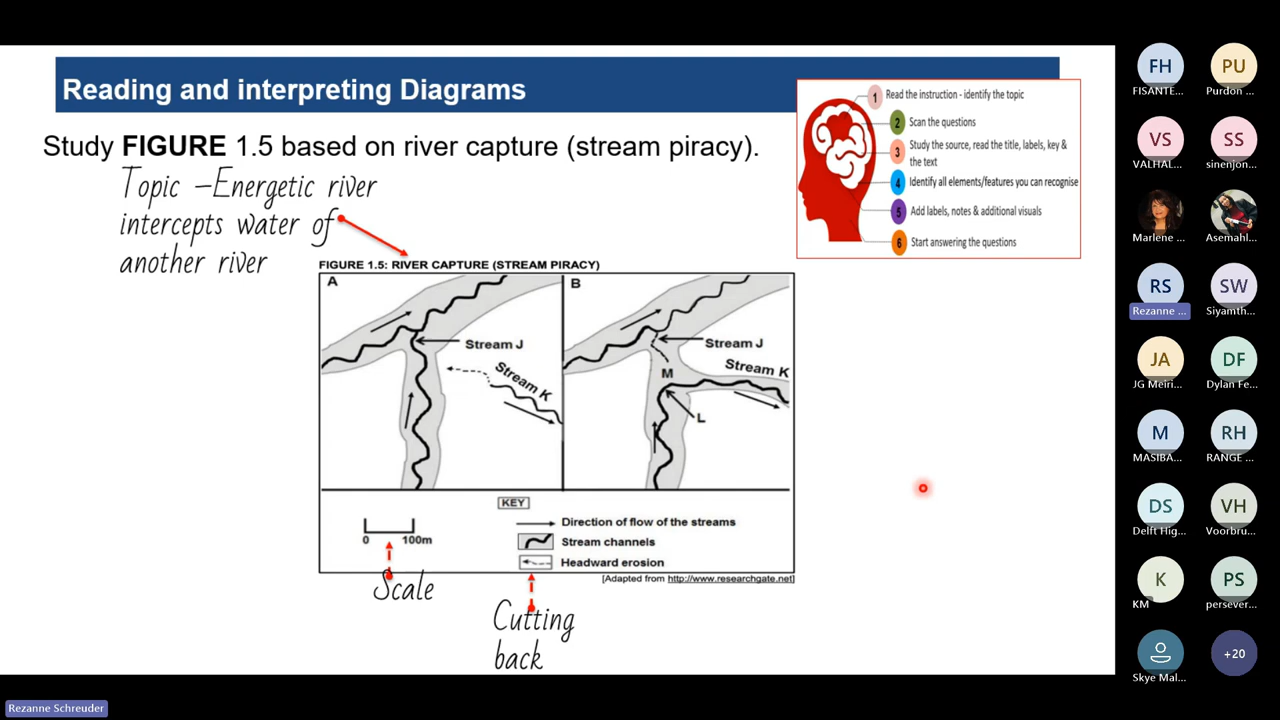 Reading and interpreting Diagrams
Study FIGURE 1.5 based on river capture (stream piracy).
Topic –Energetic river
intercepts water of
another river
1 Read the instruction - identify the topic
2 Scan the questions
3 Study the source, read the title, labels, key &
the text
4 Identify all elements/features you can recognise
5 Add labels, notes & additional visuals
6 Start answering the questions
FIGURE 1.5: RIVER CAPTURE (STREAM PIRACY)
A
Stream J
Stream K
B
Stream J
Stream K
M
L
KEY
0 100m
Direction of flow of the streams
Stream channels
Headward erosion
[Adapted from http://www.researchgate.net]
Scale
Cutting
back
FH
FISANTE...
PU
Purdon ...
VS
VALHAL...
SS
sinenjon...
Marlene ...
Asemahl...
RS
Rezanne ...
SW
Siyamth...
JA
JG Meiri...
DF
Dylan Fe...
M
MASIBA...
RH
RANGE ...
DS
Delft Hig...
VH
Voorbru...
K
KM
PS
persever...
Skye Mal...
+20
Rezanne Schreuder